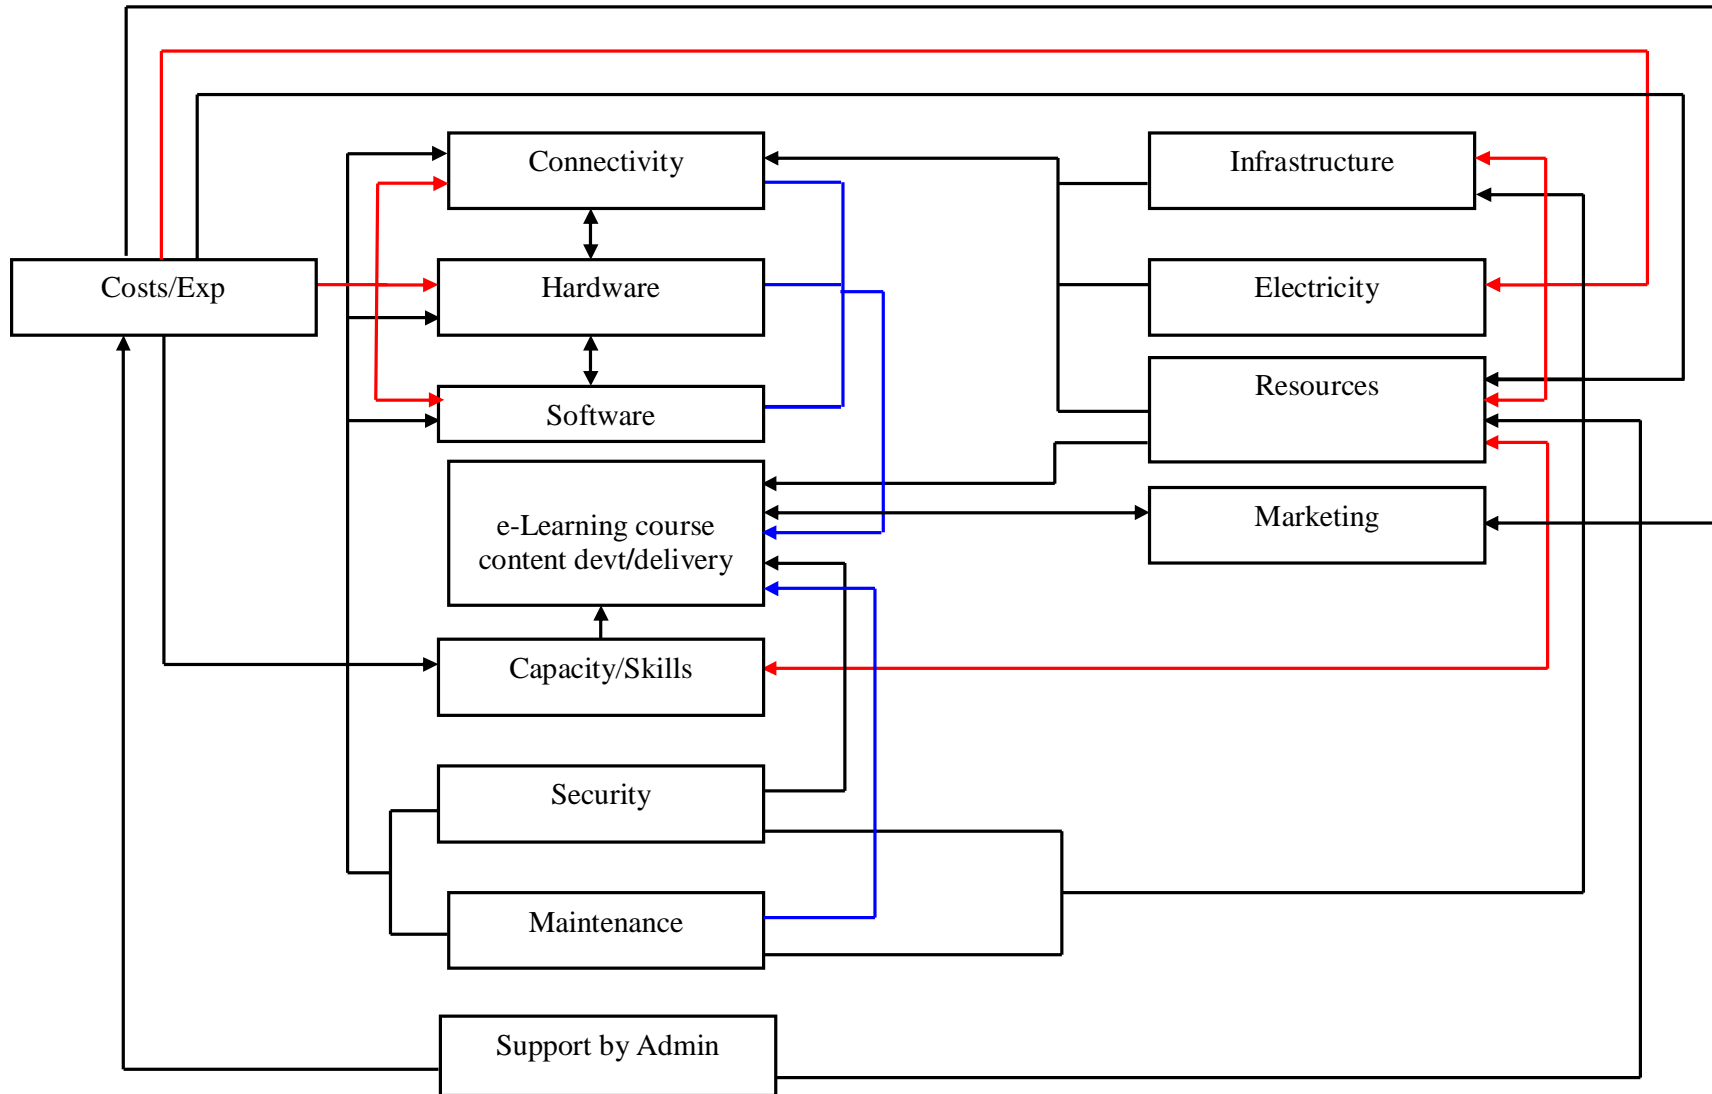 Connectivity
Infrastructure
Costs/Exp
Hardware
Electricity
Software
Resources
e-Learning course
content devt/delivery
Marketing
Capacity/Skills
Security
Maintenance
Support by Admin